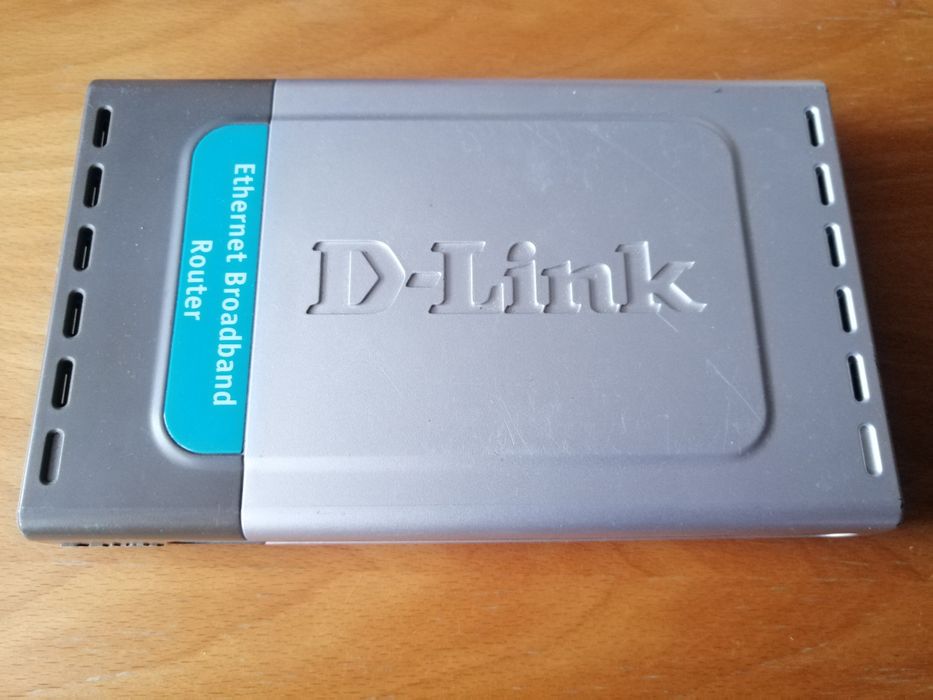 Ethernet Broadband
Router
D-Link